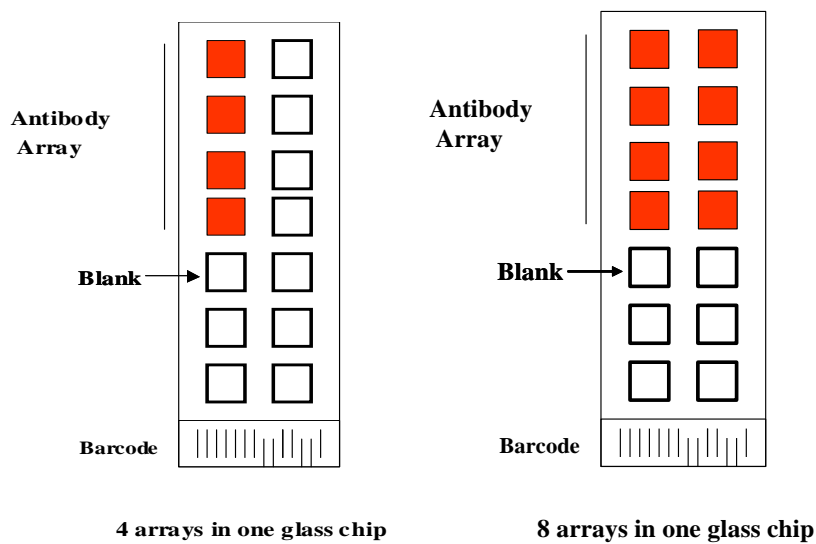 Antibody
Array
Blank
Barcode
4 arrays in one glass chip
Antibody
Array
Blank
Barcode
8 arrays in one glass chip